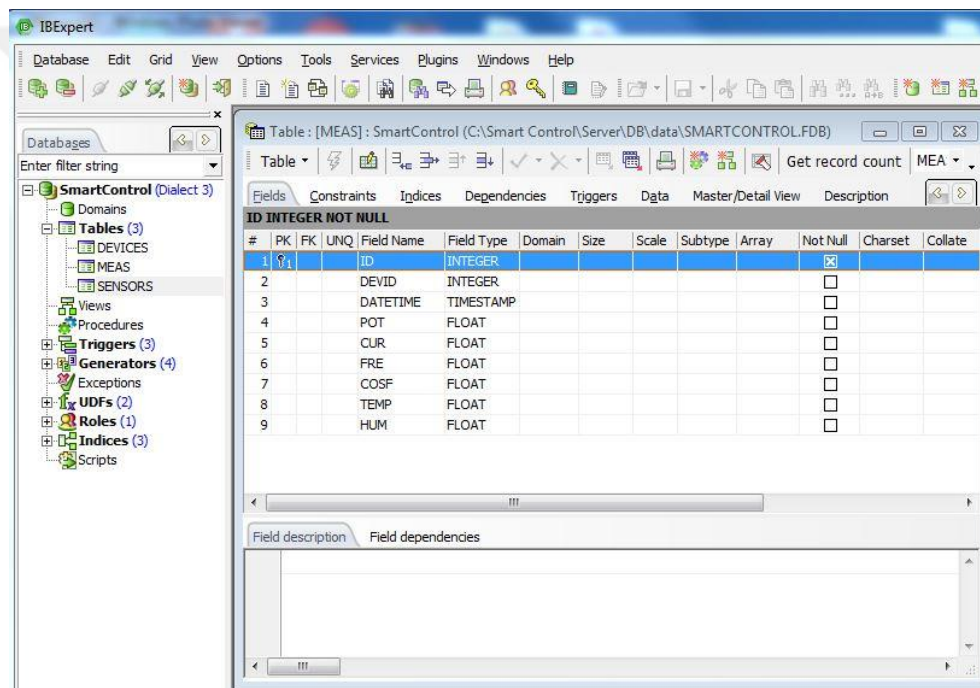 IBExpert
Database Edit Grid View Options Tools Services Plugins Windows Help
Databases
Enter filter string
SmartControl (Dialect 3)
Domains
Tables (3)
DEVICES
MEAS
SENSORS
Views
Procedures
Triggers (3)
Generators (4)
Exceptions
UDFs (2)
Roles (1)
Indices (3)
Scripts
Table : [MEAS] : SmartControl (C:\Smart Control\Server\DB\data\SMARTCONTROL.FDB)
Table Get record count MEA
Fields Constraints Indices Dependencies Triggers Data Master/Detail View Description
ID INTEGER NOT NULL
# PK FK UNQ Field Name Field Type Domain Size Scale Subtype Array Not Null Charset Collate
1 1 ID INTEGER
2 DEVID INTEGER
3 DATETIME TIMESTAMP
4 POT FLOAT
5 CUR FLOAT
6 FRE FLOAT
7 COSF FLOAT
8 TEMP FLOAT
9 HUM FLOAT
Field description Field dependencies